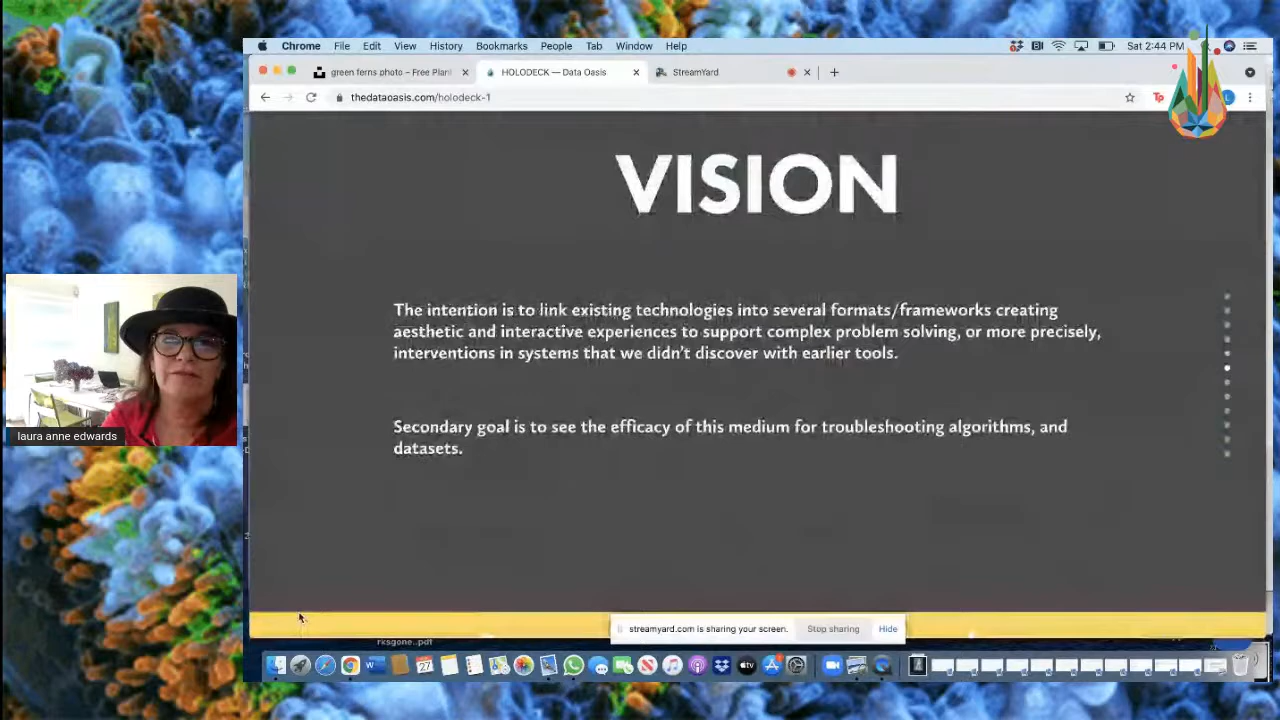 Chrome File Edit View History Bookmarks People Tab Window Help
Sat 2:44 PM
green ferns photo – Free Plant
HOLODECK — Data Oasis
StreamYard
thedataoasis.com/holodeck-1
VISION
The intention is to link existing technologies into several formats/frameworks creating
aesthetic and interactive experiences to support complex problem solving, or more precisely,
interventions in systems that we didn't discover with earlier tools.
Secondary goal is to see the efficacy of this medium for troubleshooting algorithms, and
datasets.
laura anne edwards
streamyard.com is sharing your screen. Stop sharing Hide
rksgone..pdf
27
tv